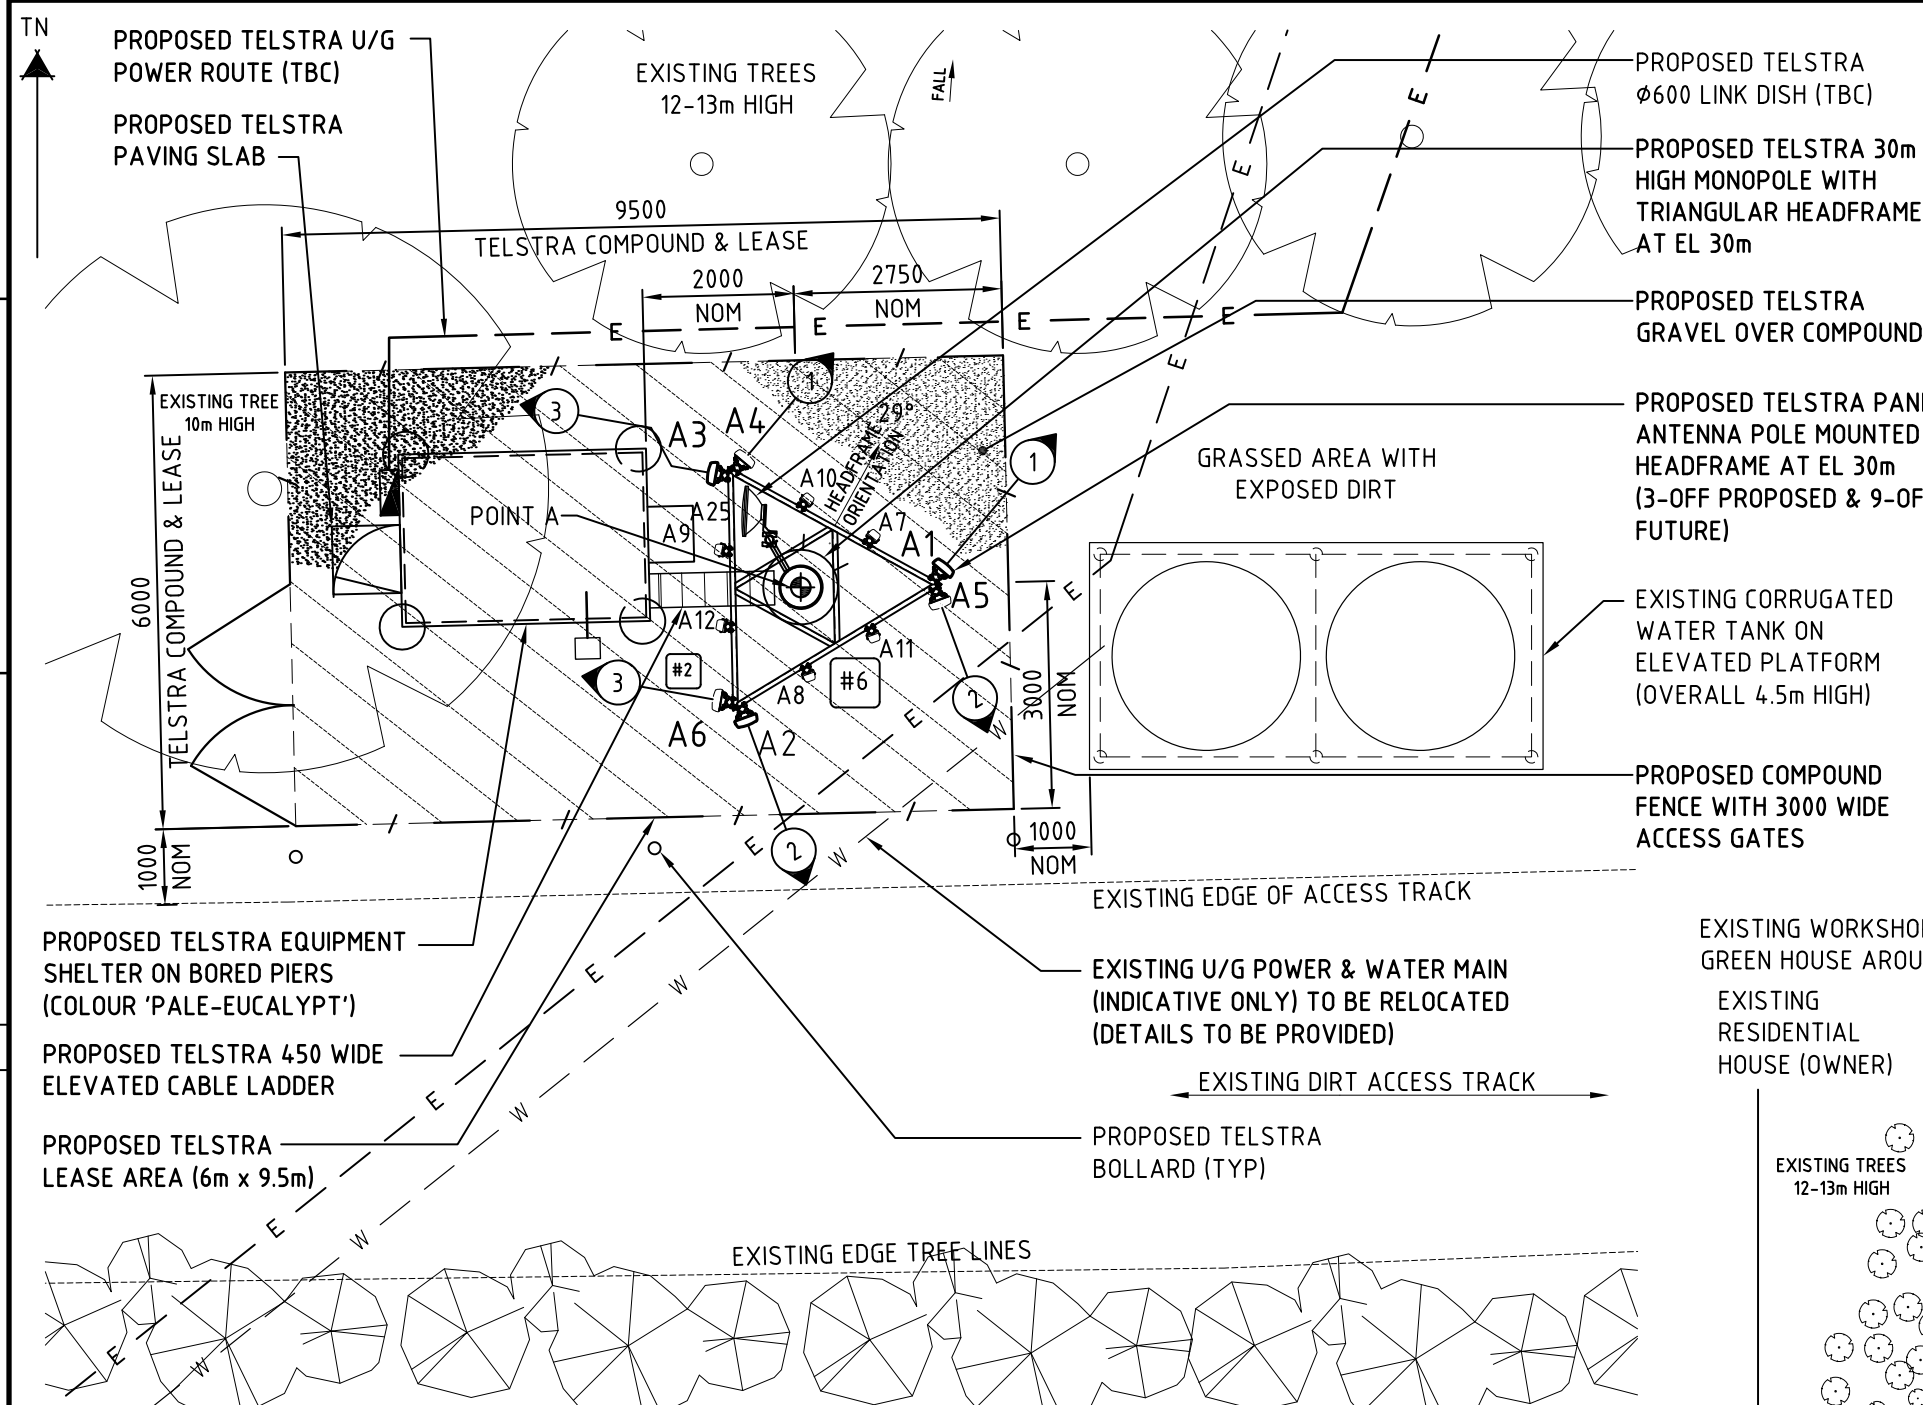 TN
PROPOSED TELSTRA U/G
POWER ROUTE (TBC)
PROPOSED TELSTRA
PAVING SLAB
EXISTING TREES
12-13m HIGH
FALL
PROPOSED TELSTRA
Ø600 LINK DISH (TBC)
PROPOSED TELSTRA 30m
HIGH MONOPOLE WITH
TRIANGULAR HEADFRAME
AT EL 30m
PROPOSED TELSTRA
GRAVEL OVER COMPOUND
PROPOSED TELSTRA PAN
ANTENNA POLE MOUNTED
HEADFRAME AT EL 30m
(3-OFF PROPOSED & 9-OF
FUTURE)
EXISTING CORRUGATED
WATER TANK ON
ELEVATED PLATFORM
(OVERALL 4.5m HIGH)
PROPOSED COMPOUND
FENCE WITH 3000 WIDE
ACCESS GATES
9500
TELSTRA COMPOUND & LEASE
2000
NOM
2750
NOM
E
E
E
E
E
E
E
E
EXISTING TREE
10m HIGH
6000
TELSTRA COMPOUND & LEASE
1000
NOM
3
A3
A4
1
29°
HEADFRAME
ORIENTATION
1
GRASSED AREA WITH
EXPOSED DIRT
A10
A25
A9
POINT A
A7
A1
A5
A12
A11
#2
#6
A8
3
A6
A2
2
2
3000
NOM
W
E
E
W
1000
NOM
EXISTING EDGE OF ACCESS TRACK
PROPOSED TELSTRA EQUIPMENT
SHELTER ON BORED PIERS
(COLOUR 'PALE-EUCALYPT')
PROPOSED TELSTRA 450 WIDE
ELEVATED CABLE LADDER
PROPOSED TELSTRA
LEASE AREA (6m x 9.5m)
E
W
E
W
E
W
E
W
EXISTING U/G POWER & WATER MAIN
(INDICATIVE ONLY) TO BE RELOCATED
(DETAILS TO BE PROVIDED)
EXISTING DIRT ACCESS TRACK
PROPOSED TELSTRA
BOLLARD (TYP)
EXISTING WORKSHO
GREEN HOUSE AROU
EXISTING
RESIDENTIAL
HOUSE (OWNER)
EXISTING TREES
12-13m HIGH
EXISTING EDGE TREE LINES